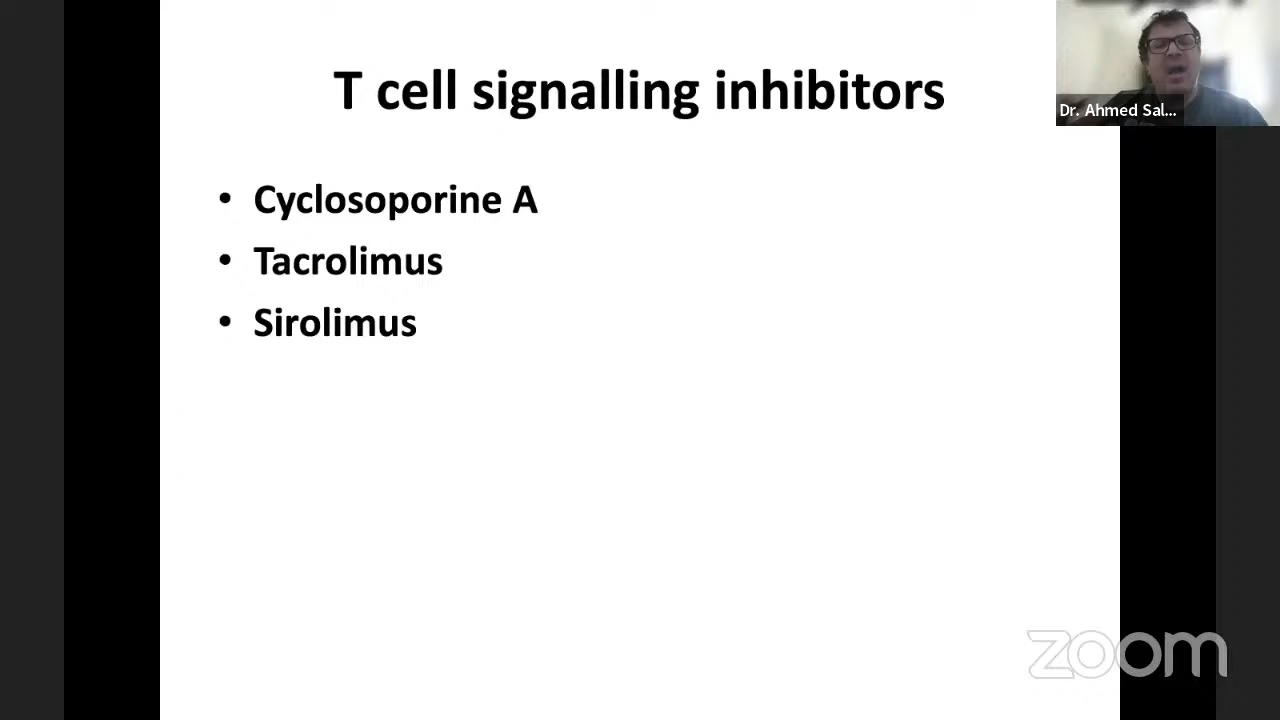 T cell signalling inhibitors
Dr. Ahmed Sal...
• Cyclosoporine A
• Tacrolimus
• Sirolimus
zoom